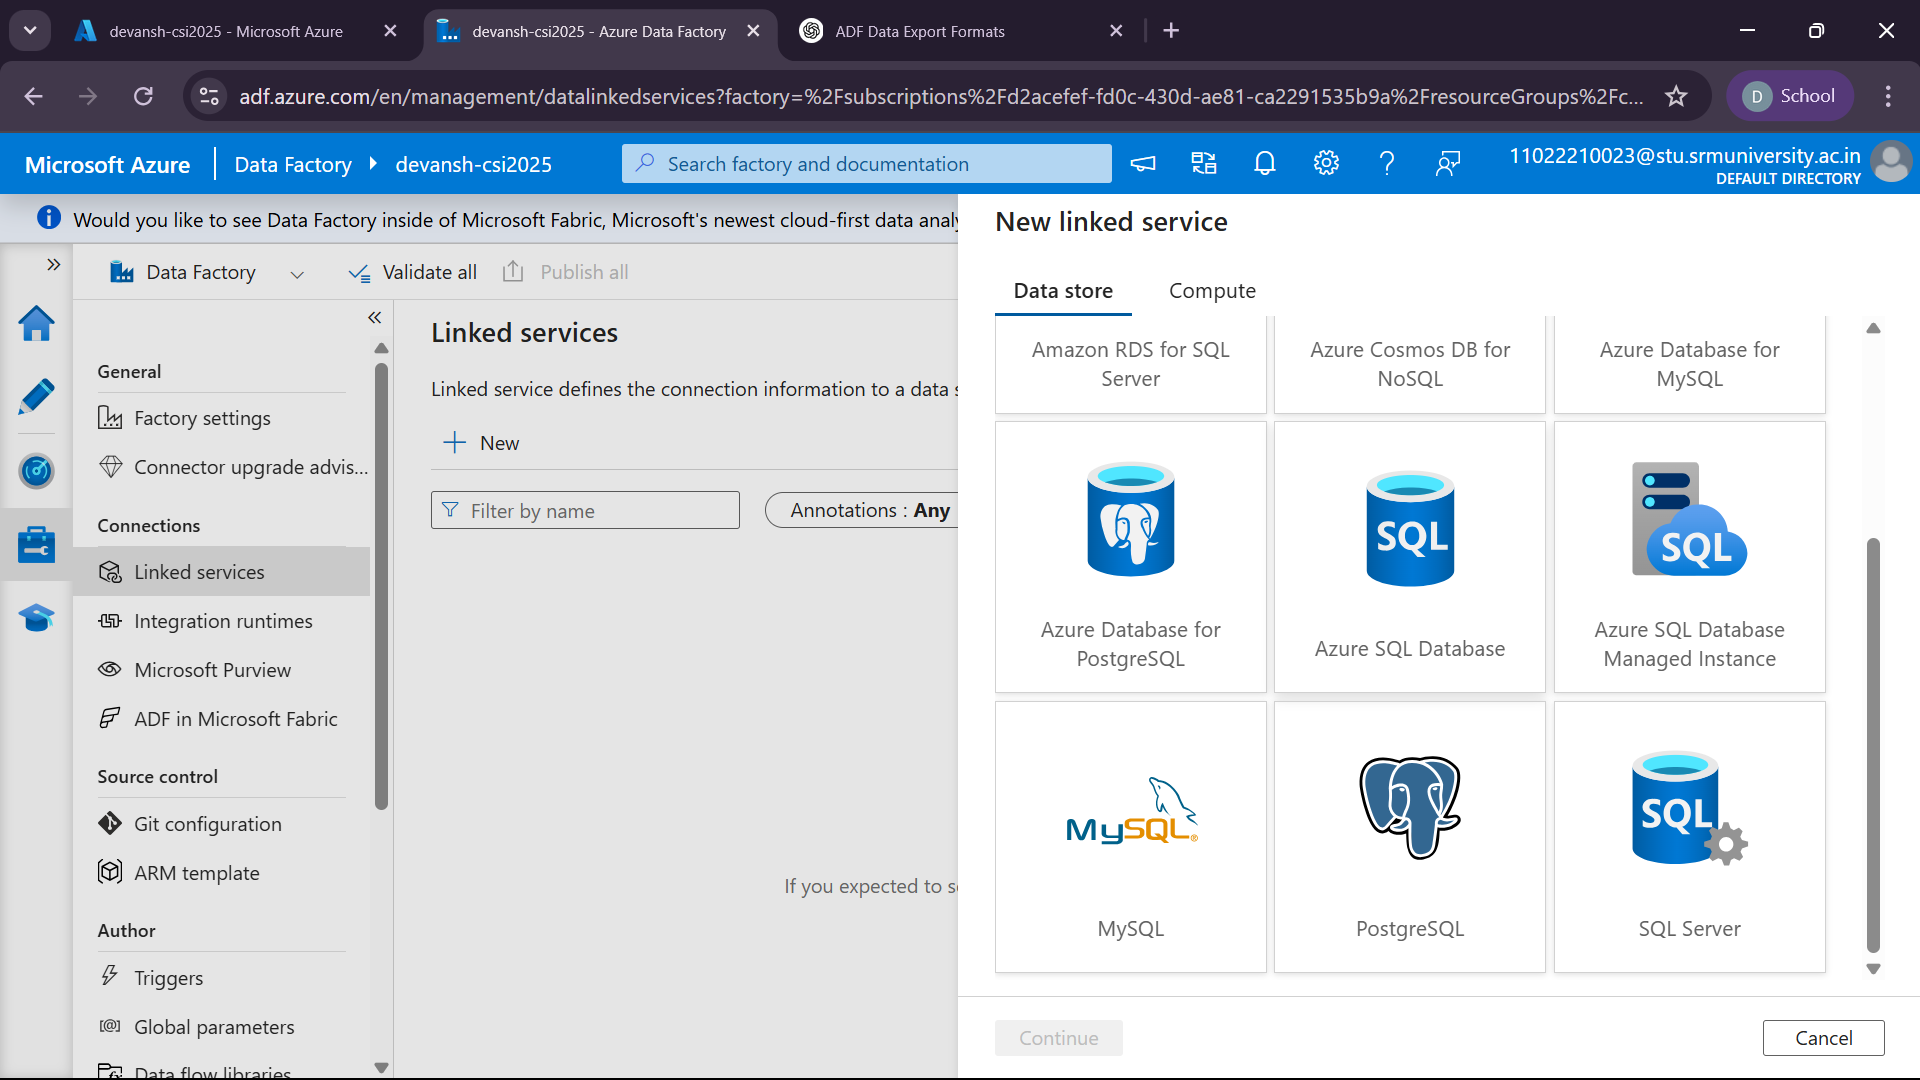 devansh-csi2025 - Microsoft Azure
devansh-csi2025 - Azure Data Factory
ADF Data Export Formats
adf.azure.com/en/management/datalinkedservices?factory=%2Fsubscriptions%2Fd2acefef-fd0c-430d-ae81-ca2291535b9a%2FresourceGroups%2Fc...
D School
Microsoft Azure
Data Factory
devansh-csi2025
Search factory and documentation
11022210023@stu.srmuniversity.ac.in
DEFAULT DIRECTORY
Would you like to see Data Factory inside of Microsoft Fabric, Microsoft's newest cloud-first data analy
Data Factory
Validate all
Publish all
General
Factory settings
Connector upgrade advis...
Connections
Linked services
Integration runtimes
Microsoft Purview
ADF in Microsoft Fabric
Source control
Git configuration
ARM template
Author
Triggers
Global parameters
Data flow libraries
Linked services
Linked service defines the connection information to a data s
New
Filter by name
Annotations : Any
If you expected to s
New linked service
Data store
Compute
Amazon RDS for SQL
Server
Azure Cosmos DB for
NoSQL
Azure Database for
MySQL
Azure Database for
PostgreSQL
SQL
Azure SQL Database
SQL
Azure SQL Database
Managed Instance
MySQL
MySQL
PostgreSQL
SQL
SQL Server
Continue
Cancel